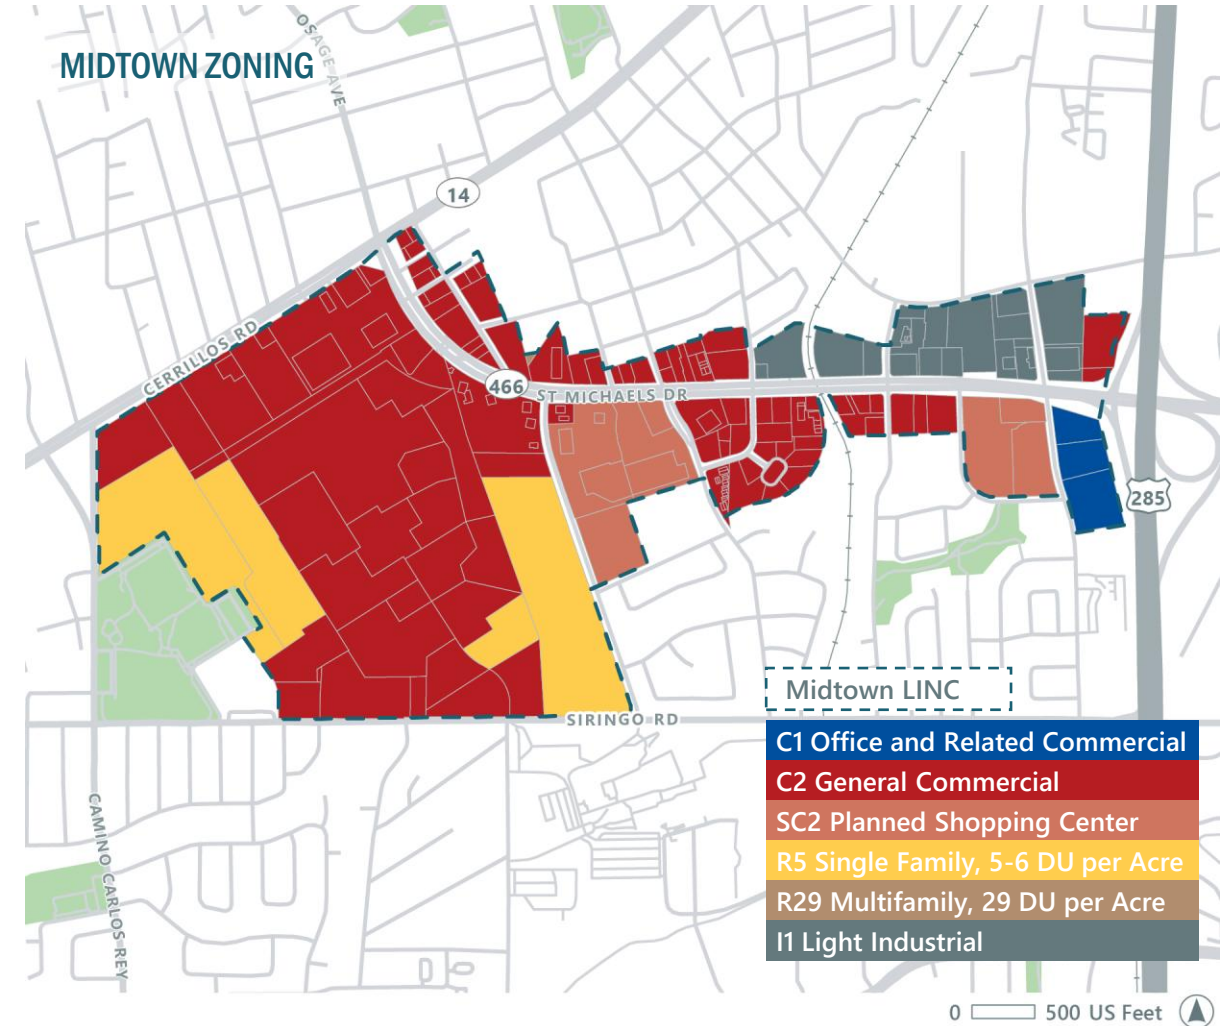 MIDTOWN ZONING
OSAGE AVE
14
CERRILLOS RD
466
ST MICHAELS DR
285
SIRINGO RD
CAMINO CARLOS REY
Midtown LINC
C1 Office and Related Commercial
C2 General Commercial
SC2 Planned Shopping Center
R5 Single Family, 5-6 DU per Acre
R29 Multifamily, 29 DU per Acre
I1 Light Industrial
0 500 US Feet